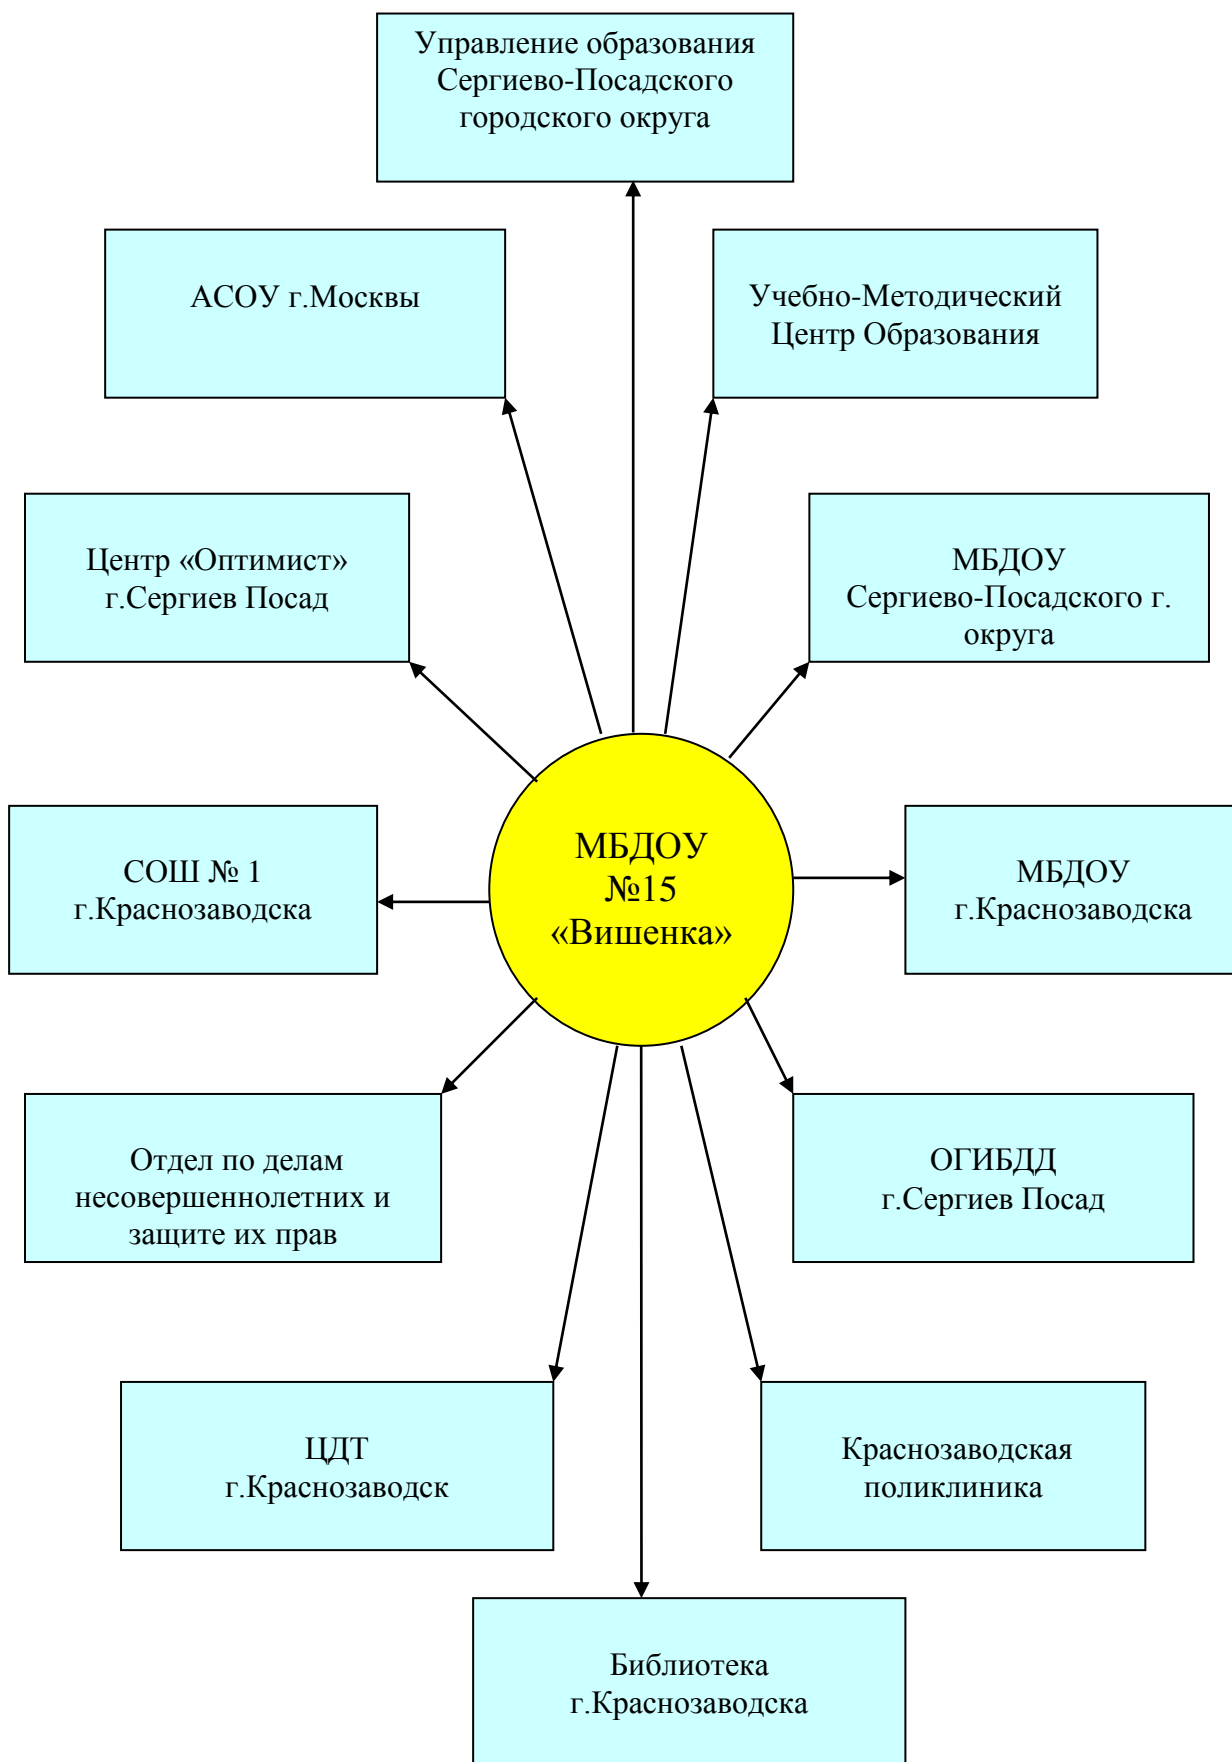 Управление образования
Сергиево-Посадского
городского округа
АСОУ г.Москвы
Учебно-Методический
Центр Образования
Центр «Оптимист»
г.Сергиев Посад
МБДОУ
Сергиево-Посадского г.
округа
СОШ № 1
г.Краснозаводска
МБДОУ
№15
«Вишенка»
МБДОУ
г.Краснозаводска
Отдел по делам
несовершеннолетних и
защите их прав
ОГИБДД
г.Сергиев Посад
ЦДТ
г.Краснозаводск
Краснозаводская
поликлиника
Библиотека
г.Краснозаводска